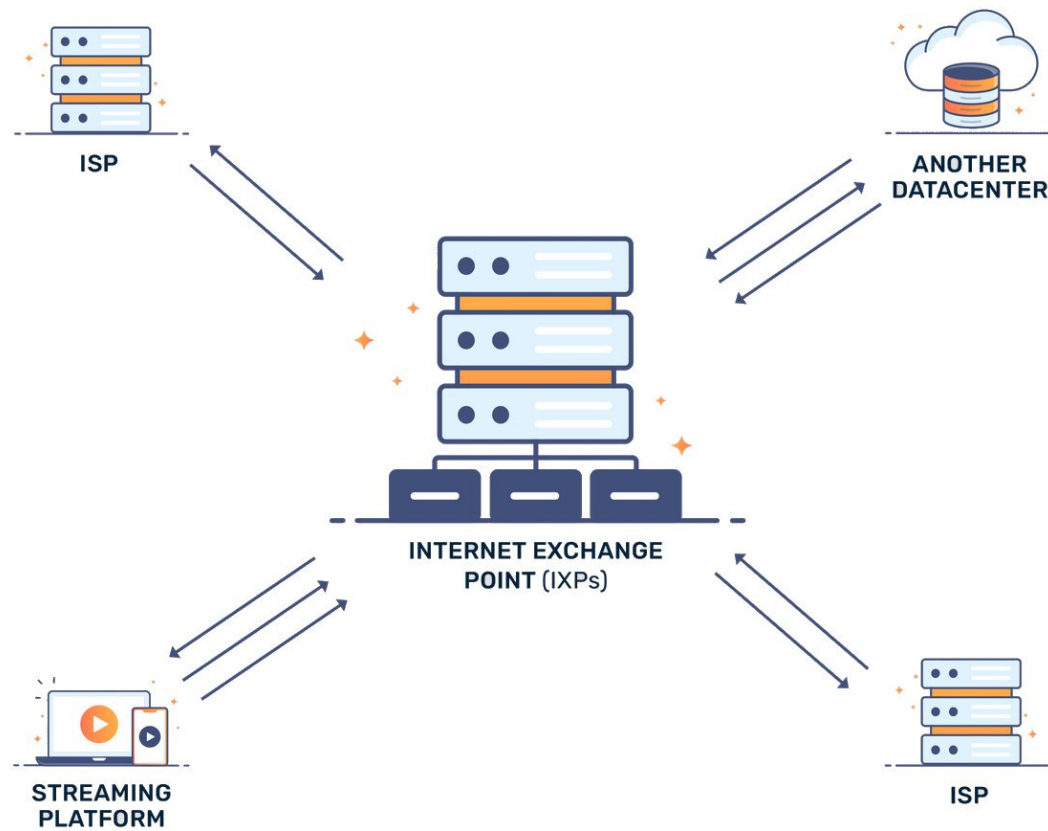 ISP
ANOTHER
DATACENTER
INTERNET EXCHANGE
POINT (IXPs)
STREAMING
PLATFORM
ISP